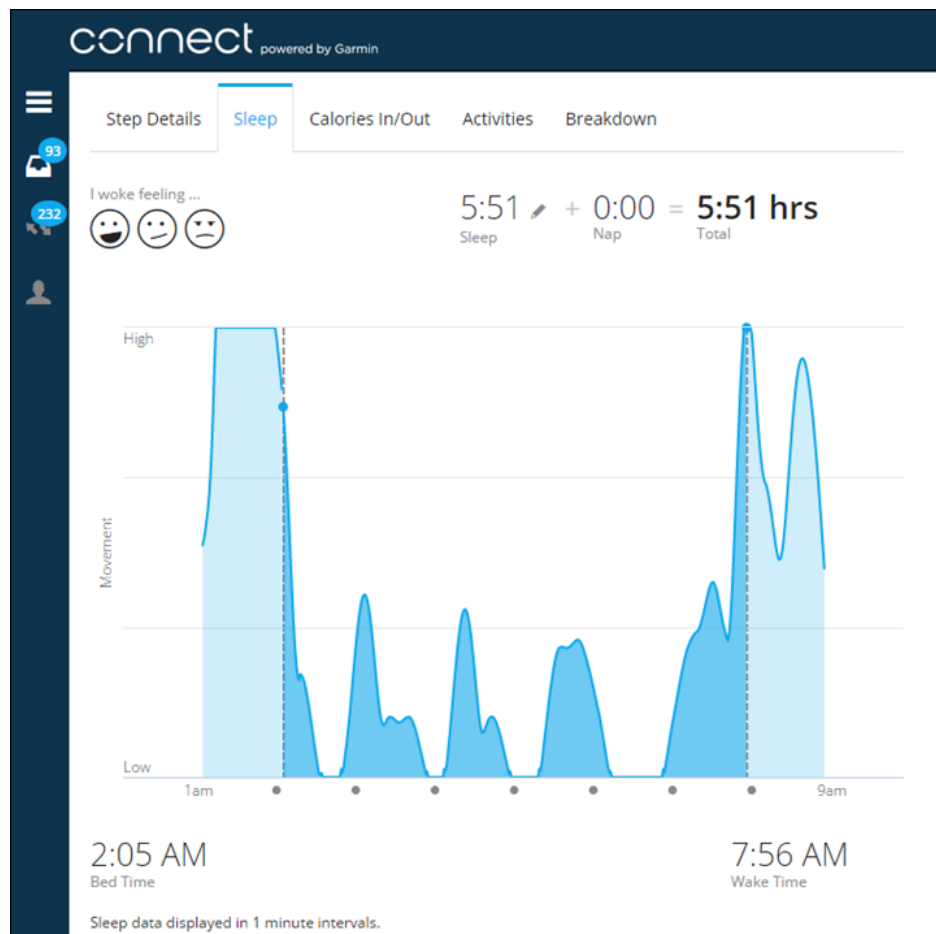 connect powered by Garmin
Step Details Sleep Calories In/Out Activities Breakdown
93
I woke feeling ...
232
5:51 + 0:00 = 5:51 hrs
Sleep Nap Total
High
Movement
Low
1am 9am
2:05 AM 7:56 AM
Bed Time Wake Time
Sleep data displayed in 1 minute intervals.